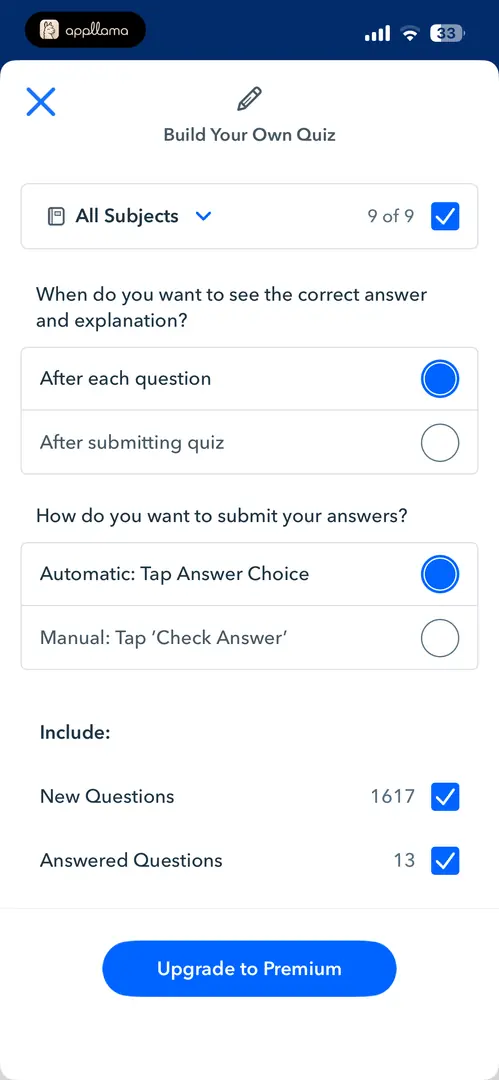 appllama
33
Build Your Own Quiz
All Subjects
9 of 9
When do you want to see the correct answer
and explanation?
After each question
After submitting quiz
How do you want to submit your answers?
Automatic: Tap Answer Choice
Manual: Tap ‘Check Answer’
Include:
New Questions
1617
Answered Questions
13
Upgrade to Premium